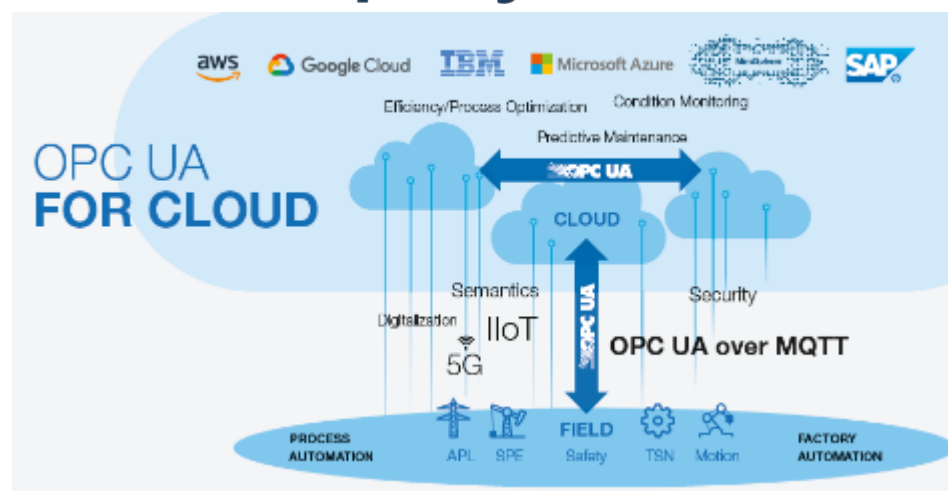 aws
Google Cloud
IBM
Microsoft Azure
SAP
Efficiency/Process Optimization
Condition Monitoring
Predictive Maintenance
OPC UA
FOR CLOUD
OPC UA
CLOUD
Semantics
Security
Digitalization
IIoT
5G
OPC UA
OPC UA over MQTT
PROCESS
AUTOMATION
FIELD
APL
SPE
Safety
TSN
Motion
FACTORY
AUTOMATION